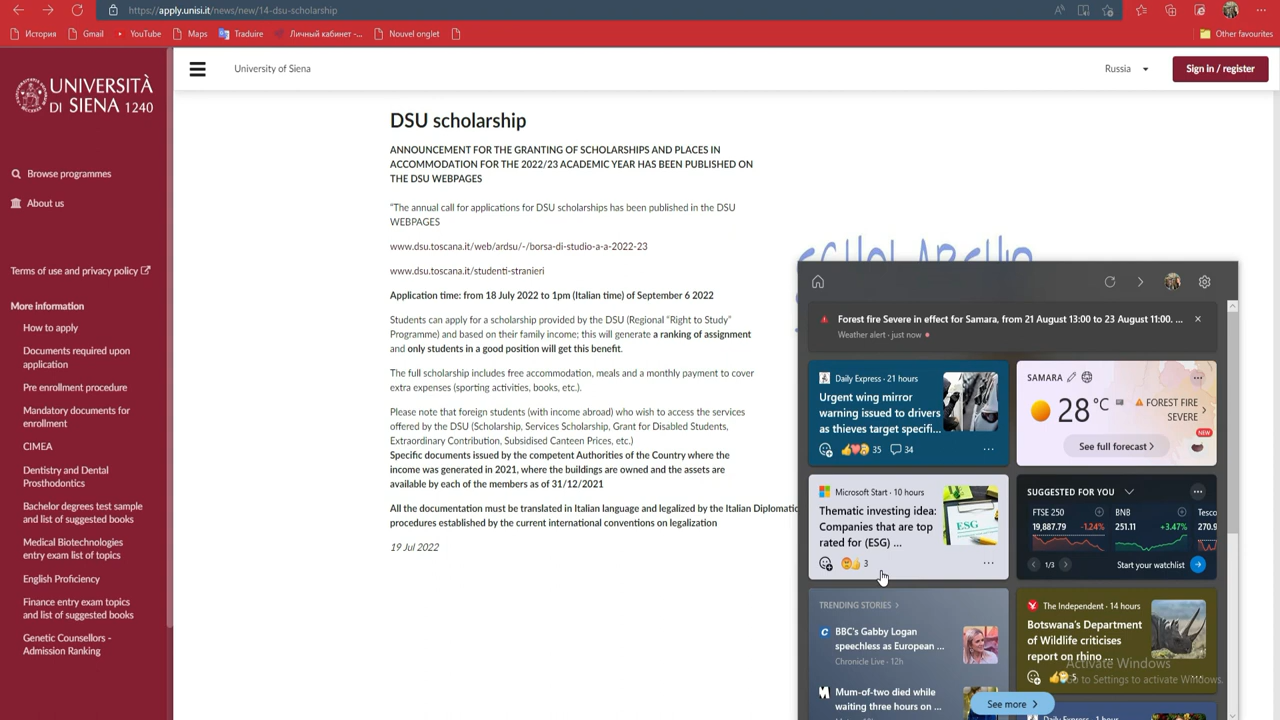 https://apply.unisi.it/news/new/14-dsu-scholarship
История
Gmail
YouTube
Maps
Traduire
Личный кабинет -...
Nouvel onglet
Other favourites
UNIVERSITÀ
DI SIENA 1240
University of Siena
Russia
Sign in / register
Browse programmes
About us
Terms of use and privacy policy
More information
How to apply
Documents required upon
application
Pre enrollment procedure
Mandatory documents for
enrollment
CIMEA
Dentistry and Dental
Prosthodontics
Bachelor degrees test sample
and list of suggested books
Medical Biotechnologies
entry exam list of topics
English Proficiency
Finance entry exam topics
and list of suggested books
Genetic Counsellors -
Admission Ranking
DSU scholarship
ANNOUNCEMENT FOR THE GRANTING OF SCHOLARSHIPS AND PLACES IN
ACCOMMODATION FOR THE 2022/23 ACADEMIC YEAR HAS BEEN PUBLISHED ON
THE DSU WEBPAGES
“The annual call for applications for DSU scholarships has been published in the DSU
WEBPAGES
www.dsu.toscana.it/web/ardsu/-/borsa-di-studio-a-a-2022-23
www.dsu.toscana.it/studenti-stranieri
Application time: from 18 July 2022 to 1pm (Italian time) of September 6 2022
Students can apply for a scholarship provided by the DSU (Regional “Right to Study”
Programme) and based on their family income; this will generate a ranking of assignment
and only students in a good position will get this benefit.
The full scholarship includes free accommodation, meals and a monthly payment to cover
extra expenses (sporting activities, books, etc.).
Please note that foreign students (with income abroad) who wish to access the services
offered by the DSU (Scholarship, Services Scholarship, Grant for Disabled Students,
Extraordinary Contribution, Subsidised Canteen Prices, etc.)
Specific documents issued by the competent Authorities of the Country where the
income was generated in 2021, where the buildings are owned and the assets are
available by each of the members as of 31/12/2021
All the documentation must be translated in Italian language and legalized by the Italian Diplomatic
procedures established by the current international conventions on legalization
19 Jul 2022
SCHOLARSHIP
Forest fire Severe in effect for Samara, from 21 August 13:00 to 23 August 11:00. ...
Weather alert · just now
Daily Express · 21 hours
Urgent wing mirror
warning issued to drivers
as thieves target specifi...
35
34
SAMARA
28 °C
FOREST FIRE
SEVERE
NEW
See full forecast
Microsoft Start · 10 hours
Thematic investing idea:
Companies that are top
rated for (ESG) ...
ESG
3
SUGGESTED FOR YOU
FTSE 250
19,887.79 -1.24%
BNB
251.11 +3.47%
Tesco
270.9
1/3
Start your watchlist
TRENDING STORIES
BBC's Gabby Logan
speechless as European ...
Chronicle Live · 12h
Mum-of-two died while
waiting three hours on ...
The Independent · 14 hours
Botswana's Department
of Wildlife criticises
report on rhino ...
5
Activate Windows
Go to Settings to activate Windows.
See more
Daily Express · 1 hour